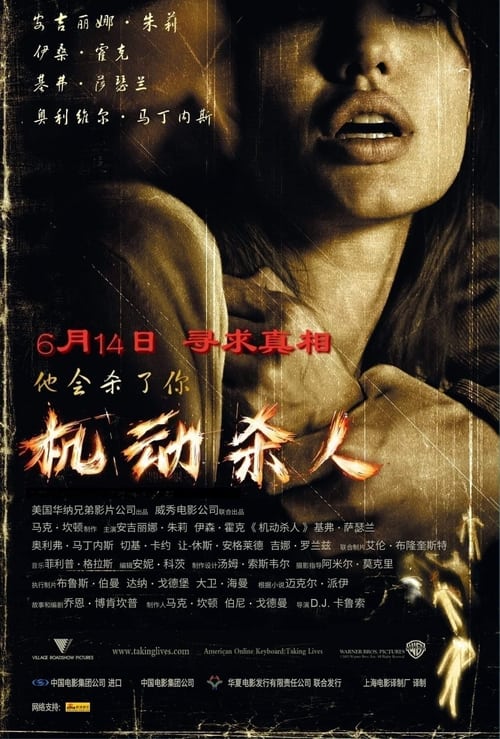 安吉丽娜·朱莉
伊桑·霍克
基弗·莎瑟兰
奥利维尔·马丁内斯
6月14日 寻求真相
他会杀了你
机动杀人
美国华纳兄弟影片公司出品 威秀电影公司联合出品
马克·坎顿制作 主演安吉丽娜·朱莉 伊森·霍克《机动杀人》基弗·萨瑟兰
奥利弗·马丁内斯 切基·卡约 让-休斯·安格莱德 吉娜·罗兰兹 联合制片艾伦·布隆奎斯特
音乐菲利普·格拉斯 编辑安妮·科茨 制作设计汤姆·索斯韦尔 摄影指导阿米尔·莫克里
执行制片布鲁斯·伯曼 达纳·戈德堡 大卫·海曼 根据小说迈克尔·派伊
故事和编剧乔恩·博肯坎普 制作人马克·坎顿 伯尼·戈德曼 导演D.J.卡鲁索
VILLAGE ROADSHOW PICTURES www.takinglives.com American Online Keyboard:Taking Lives WARNER BROS. PICTURES
中国电影集团公司 进口 中国电影集团公司 华夏电影发行有限责任公司 联合发行 上海电影译制厂 译制
网络支持: